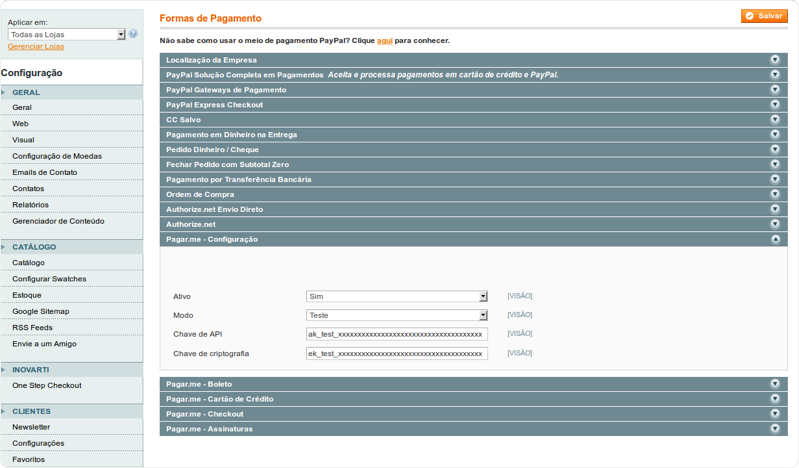 Aplicar em:
Todas as Lojas
Gerenciar Lojas
Configuração
GERAL
Geral
Web
Visual
Configuração de Moedas
Emails de Contato
Contatos
Relatórios
Gerenciador de Conteúdo
CATÁLOGO
Catálogo
Configurar Swatches
Estoque
Google Sitemap
RSS Feeds
Envie a um Amigo
INOVARTI
One Step Checkout
CLIENTES
Newsletter
Configurações
Favoritos
Formas de Pagamento
Salvar
Não sabe como usar o meio de pagamento PayPal? Clique aqui para conhecer.
Localização da Empresa
PayPal Solução Completa em Pagamentos Aceita e processa pagamentos em cartão de crédito e PayPal.
PayPal Gateways de Pagamento
PayPal Express Checkout
CC Salvo
Pagamento em Dinheiro na Entrega
Pedido Dinheiro / Cheque
Fechar Pedido com Subtotal Zero
Pagamento por Transferência Bancária
Ordem de Compra
Authorize.net Envio Direto
Authorize.net
Pagar.me - Configuração
Ativo Sim [VISÃO]
Modo Teste [VISÃO]
Chave de API ak_test_xxxxxxxxxxxxxxxxxxxxxxxxxxxxxxxxxxxx [VISÃO]
Chave de criptografia ek_test_xxxxxxxxxxxxxxxxxxxxxxxxxxxxxxxxxxxx [VISÃO]
Pagar.me - Boleto
Pagar.me - Cartão de Crédito
Pagar.me - Checkout
Pagar.me - Assinaturas